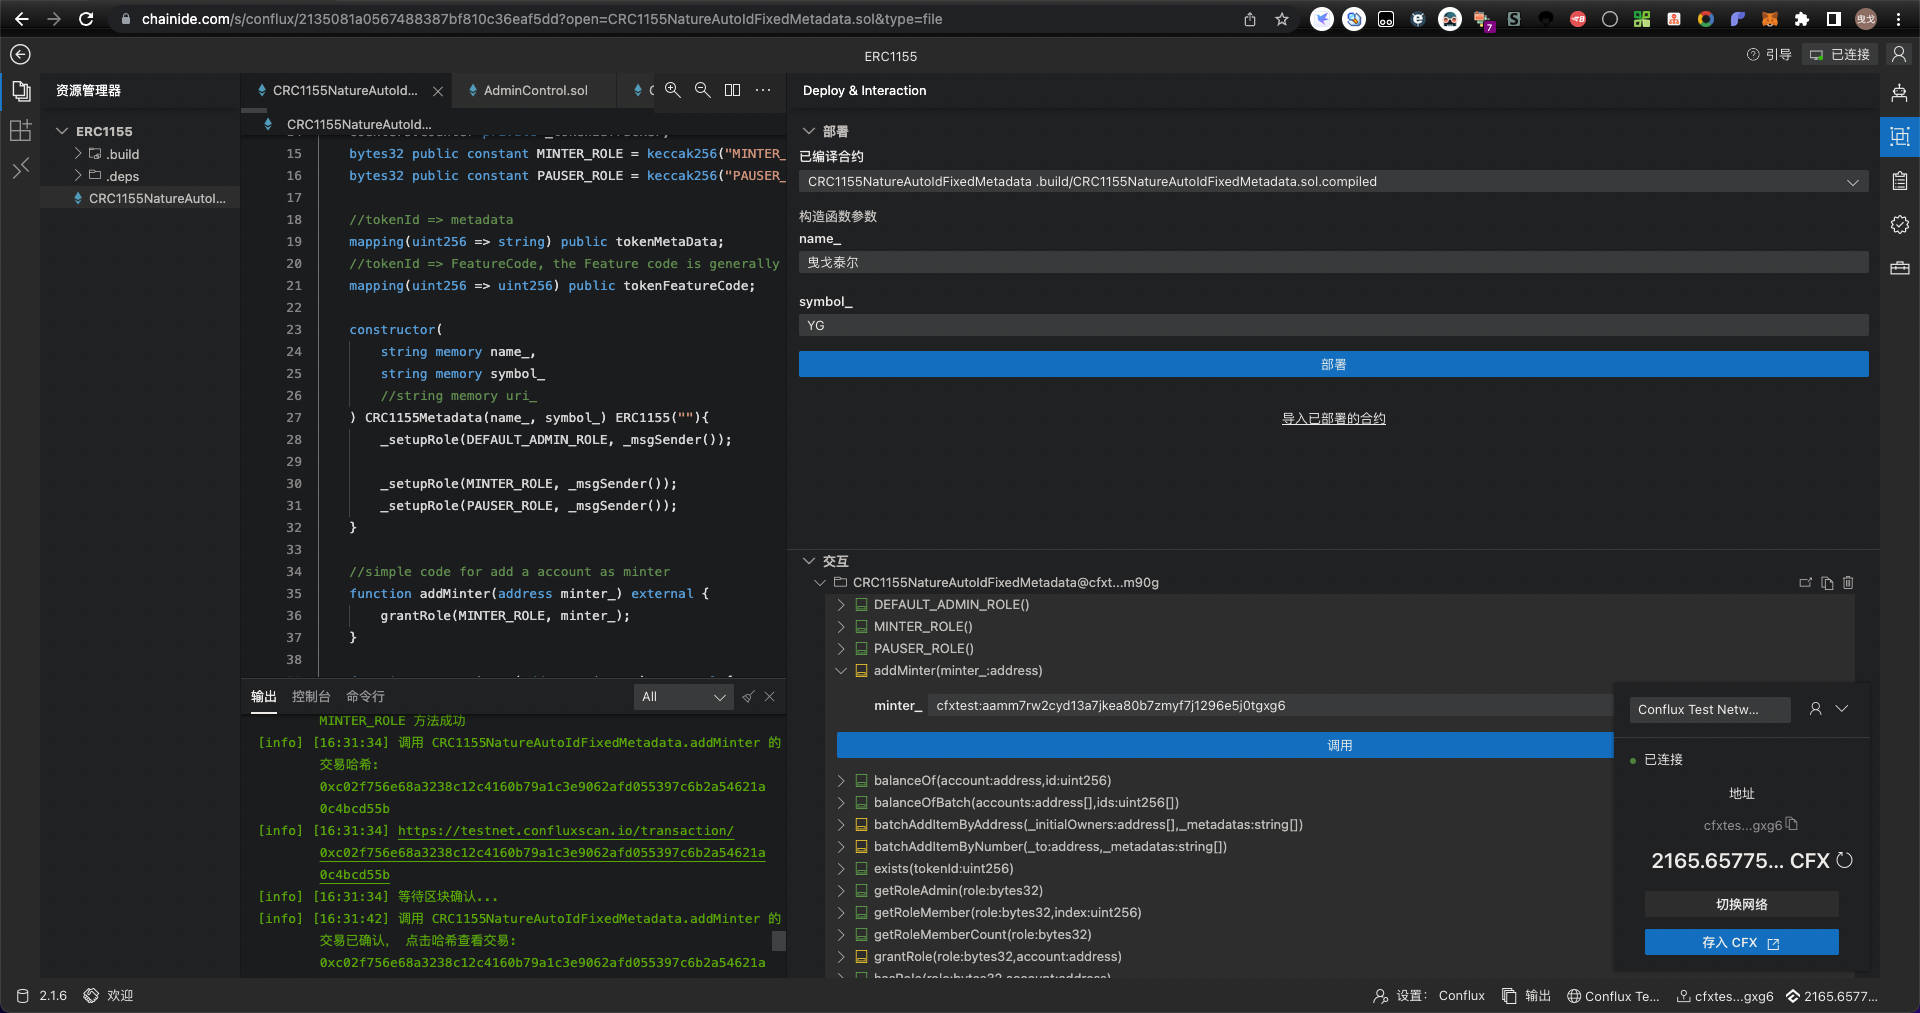 chainide.com/s/conflux/2135081a0567488387bf810c36eaf5dd?open=CRC1155NatureAutoIdFixedMetadata.sol&type=file
7
曳戈
ERC1155
引导
已连接
资源管理器
ERC1155
.build
.deps
CRC1155NatureAutoI...
CRC1155NatureAutoId...
AdminControl.sol
CRC1155NatureAutoId...
15 bytes32 public constant MINTER_ROLE = keccak256("MINTER_
16 bytes32 public constant PAUSER_ROLE = keccak256("PAUSER_
17
18 //tokenId => metadata
19 mapping(uint256 => string) public tokenMetaData;
20 //tokenId => FeatureCode, the Feature code is generally
21 mapping(uint256 => uint256) public tokenFeatureCode;
22
23 constructor(
24 string memory name_,
25 string memory symbol_
26 //string memory uri_
27 ) CRC1155Metadata(name_, symbol_) ERC1155(""){
28 _setupRole(DEFAULT_ADMIN_ROLE, _msgSender());
29
30 _setupRole(MINTER_ROLE, _msgSender());
31 _setupRole(PAUSER_ROLE, _msgSender());
32 }
33
34 //simple code for add a account as minter
35 function addMinter(address minter_) external {
36 grantRole(MINTER_ROLE, minter_);
37 }
38
输出 控制台 命令行 All
MINTER_ROLE 方法成功
[info] [16:31:34] 调用 CRC1155NatureAutoIdFixedMetadata.addMinter 的
交易哈希:
0xc02f756e68a3238c12c4160b79a1c3e9062afd055397c6b2a54621a
0c4bcd55b
[info] [16:31:34] https://testnet.confluxscan.io/transaction/
0xc02f756e68a3238c12c4160b79a1c3e9062afd055397c6b2a54621a
0c4bcd55b
[info] [16:31:34] 等待区块确认...
[info] [16:31:42] 调用 CRC1155NatureAutoIdFixedMetadata.addMinter 的
交易已确认, 点击哈希查看交易:
0xc02f756e68a3238c12c4160b79a1c3e9062afd055397c6b2a54621a
Deploy & Interaction
部署
已编译合约
CRC1155NatureAutoIdFixedMetadata .build/CRC1155NatureAutoIdFixedMetadata.sol.compiled
构造函数参数
name_
曳戈泰尔
symbol_
YG
部署
导入已部署的合约
交互
CRC1155NatureAutoIdFixedMetadata@cfxt...m90g
DEFAULT_ADMIN_ROLE()
MINTER_ROLE()
PAUSER_ROLE()
addMinter(minter_:address)
minter_ cfxtest:aamm7rw2cyd13a7jkea80b7zmyf7j1296e5j0tgxg6
调用
balanceOf(account:address,id:uint256)
balanceOfBatch(accounts:address[],ids:uint256[])
batchAddItemByAddress(_initialOwners:address[],_metadatas:string[])
batchAddItemByNumber(_to:address,_metadatas:string[])
exists(tokenId:uint256)
getRoleAdmin(role:bytes32)
getRoleMember(role:bytes32,index:uint256)
getRoleMemberCount(role:bytes32)
grantRole(role:bytes32,account:address)
hasRole(role:bytes32,account:address)
Conflux Test Netw...
已连接
地址
cfxtes...gxg6
2165.65775... CFX
切换网络
存入 CFX
2.1.6 欢迎
设置: Conflux 输出 Conflux Te... cfxtes...gxg6 2165.6577...